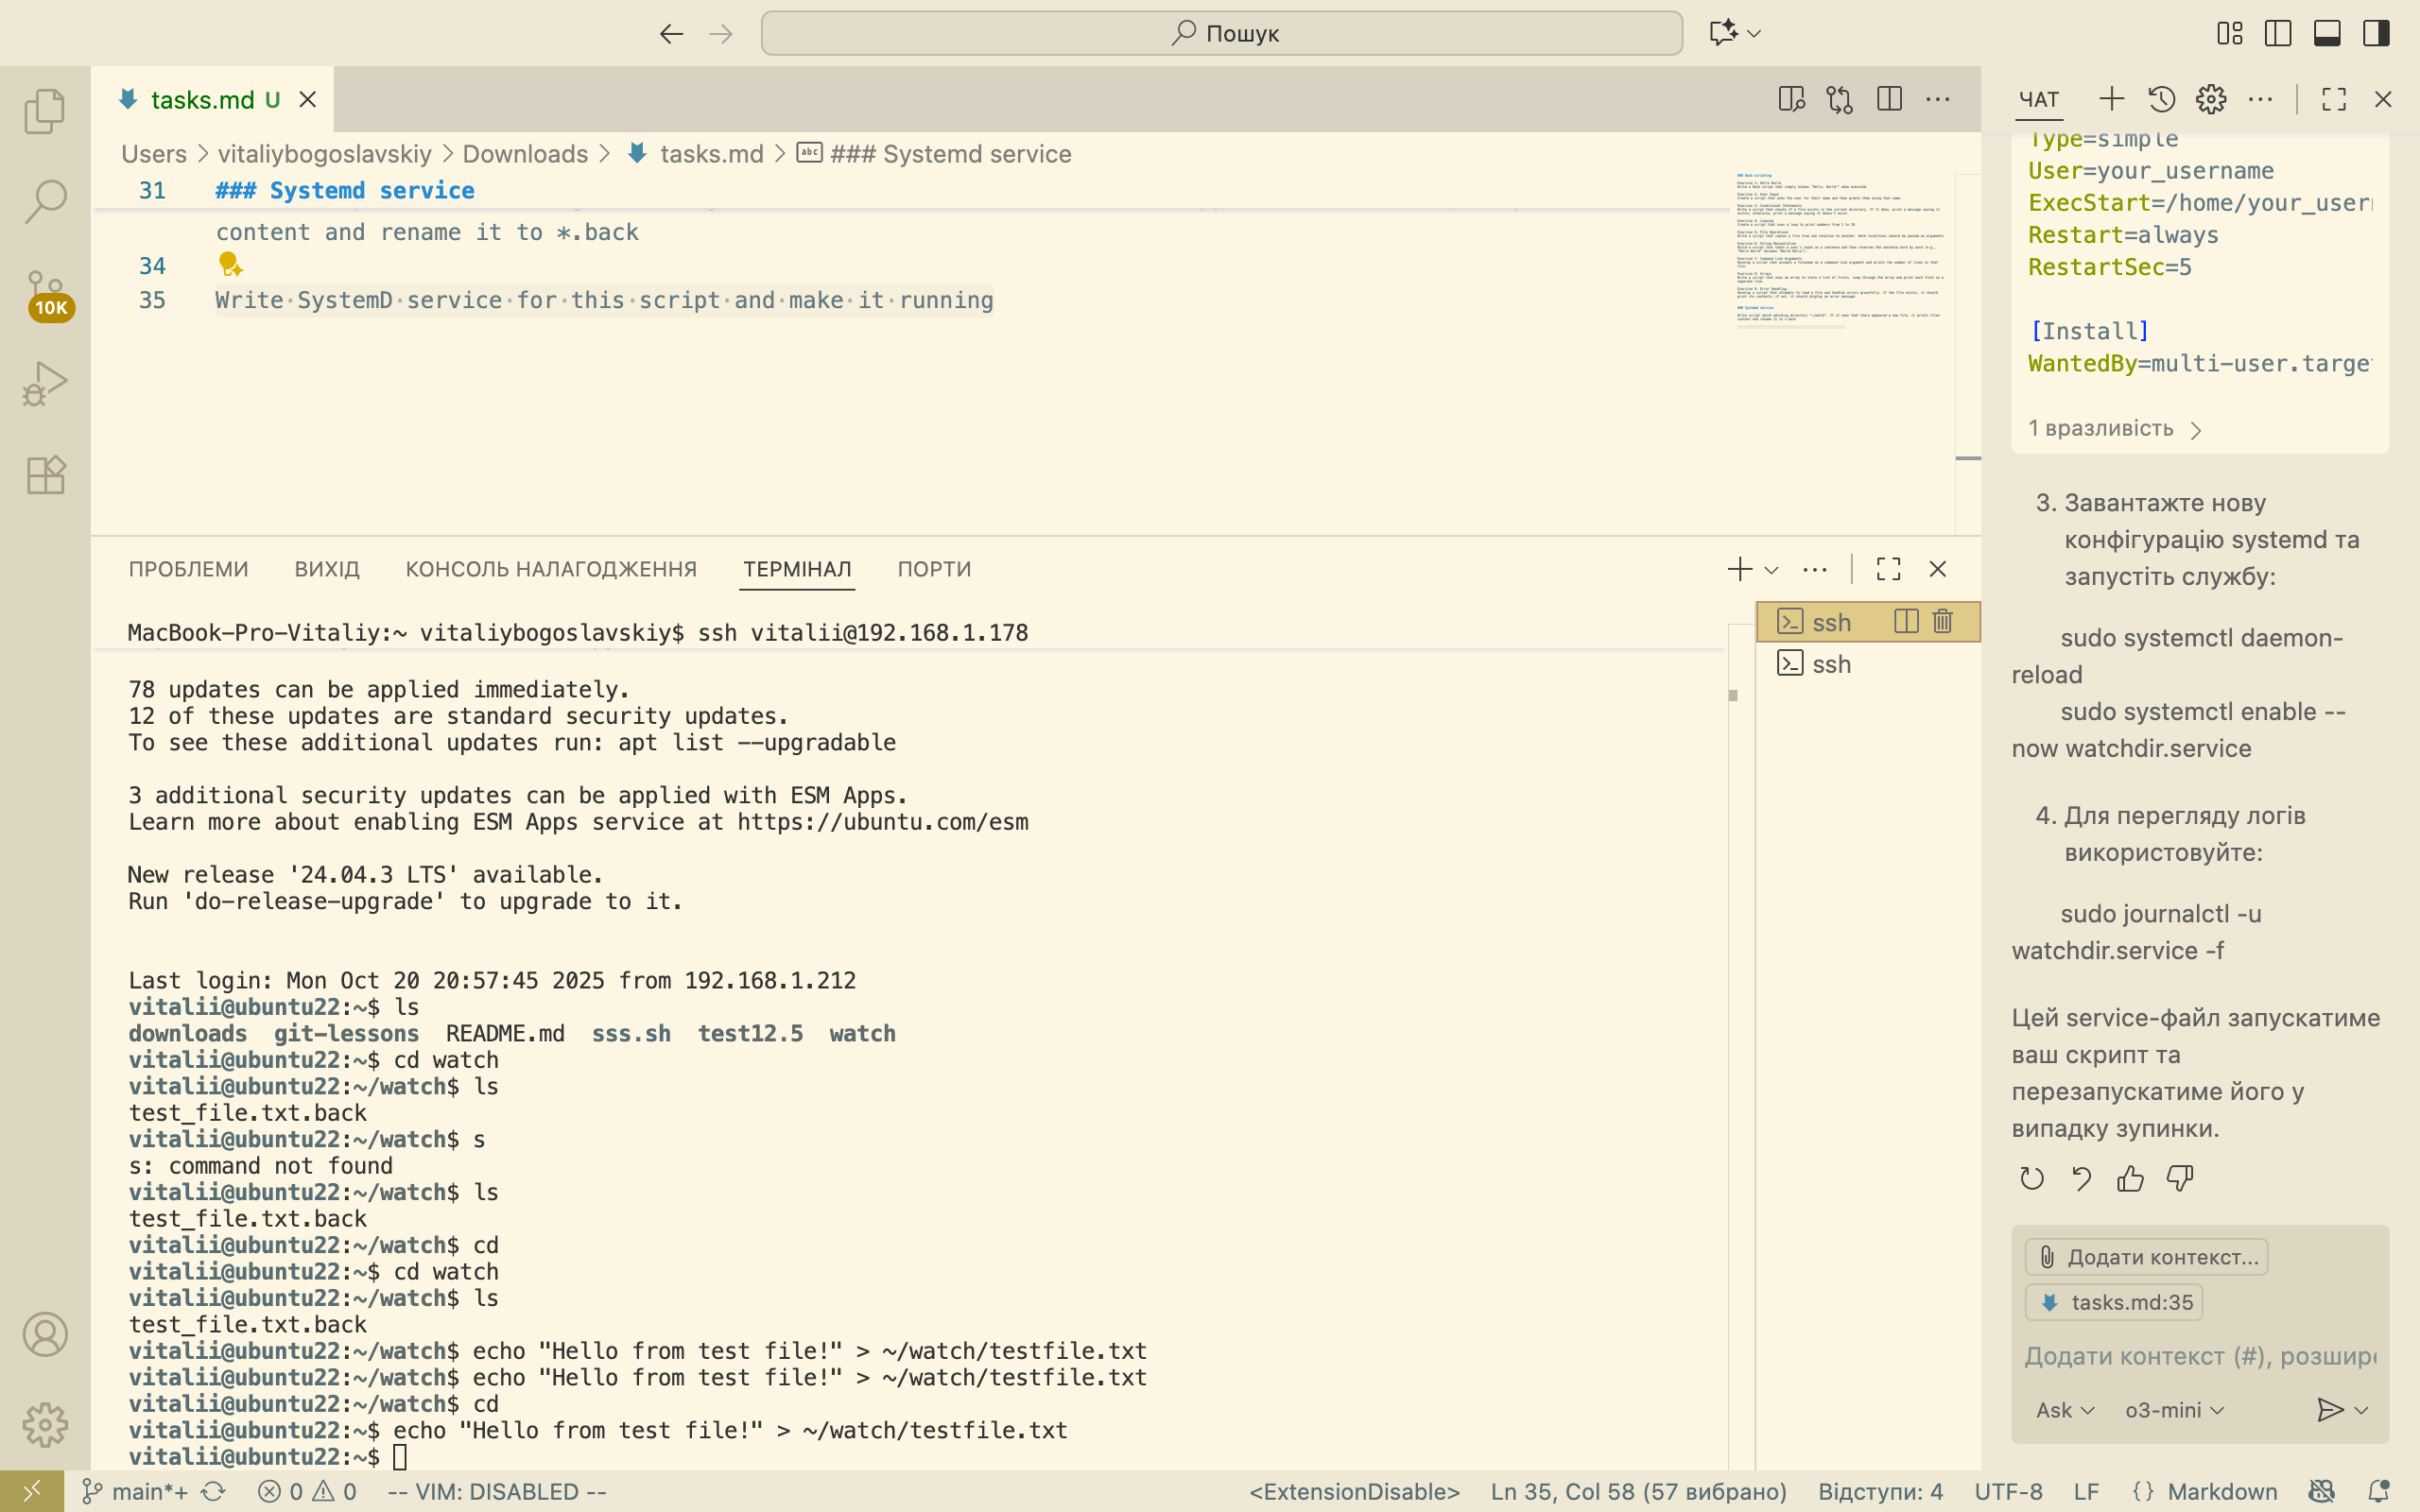 Пошук
tasks.md U
Users > vitaliybogoslavskiy > Downloads > tasks.md > ### Systemd service
31 ### Systemd service
content and rename it to *.back
34
35 Write SystemD service for this script and make it running
10K
ПРОБЛЕМИ ВИХІД КОНСОЛЬ НАЛАГОДЖЕННЯ ТЕРМІНАЛ ПОРТИ
MacBook-Pro-Vitaliy:~ vitaliybogoslavskiy$ ssh vitalii@192.168.1.178
78 updates can be applied immediately.
12 of these updates are standard security updates.
To see these additional updates run: apt list --upgradable
3 additional security updates can be applied with ESM Apps.
Learn more about enabling ESM Apps service at https://ubuntu.com/esm
New release '24.04.3 LTS' available.
Run 'do-release-upgrade' to upgrade to it.
Last login: Mon Oct 20 20:57:45 2025 from 192.168.1.212
vitalii@ubuntu22:~$ ls
downloads git-lessons README.md sss.sh test12.5 watch
vitalii@ubuntu22:~$ cd watch
vitalii@ubuntu22:~/watch$ ls
test_file.txt.back
vitalii@ubuntu22:~/watch$ s
s: command not found
vitalii@ubuntu22:~/watch$ ls
test_file.txt.back
vitalii@ubuntu22:~/watch$ cd
vitalii@ubuntu22:~$ cd watch
vitalii@ubuntu22:~/watch$ ls
test_file.txt.back
vitalii@ubuntu22:~/watch$ echo "Hello from test file!" > ~/watch/testfile.txt
vitalii@ubuntu22:~/watch$ echo "Hello from test file!" > ~/watch/testfile.txt
vitalii@ubuntu22:~/watch$ cd
vitalii@ubuntu22:~$ echo "Hello from test file!" > ~/watch/testfile.txt
vitalii@ubuntu22:~$
ssh
ssh
ЧАТ
Type=simple
User=your_username
ExecStart=/home/your_user
Restart=always
RestartSec=5
[Install]
WantedBy=multi-user.targe
1 вразливість
3. Завантажте нову
конфігурацію systemd та
запустіть службу:
sudo systemctl daemon-
reload
sudo systemctl enable --
now watchdir.service
4. Для перегляду логів
використовуйте:
sudo journalctl -u
watchdir.service -f
Цей service-файл запускатиме
ваш скрипт та
перезапускатиме його у
випадку зупинки.
Додати контекст...
tasks.md:35
Додати контекст (#), розшир
Ask o3-mini
main*+ 0 0 -- VIM: DISABLED -- <ExtensionDisable> Ln 35, Col 58 (57 вибрано) Відступи: 4 UTF-8 LF {} Markdown